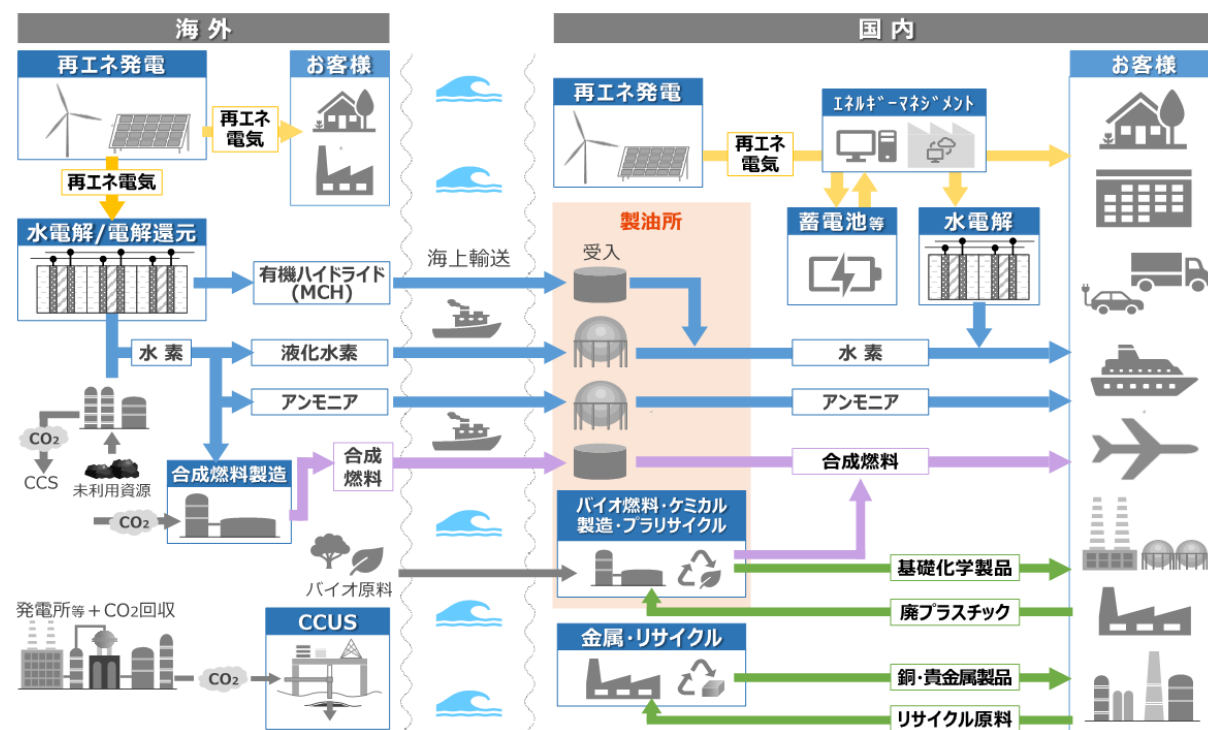 海外
国内
再エネ発電
お客様
再エネ
電気
再エネ電気
水電解/電解還元
有機ハイドライド
(MCH)
水素
液化水素
アンモニア
CO₂
CCS
未利用資源
合成燃料製造
CO₂
合成
燃料
バイオ原料
発電所等＋CO₂回収
CO₂
CCUS
海上輸送
再エネ発電
再エネ
電気
エネルギーマネジメント
お客様
蓄電池等
水電解
製油所
受入
水素
アンモニア
合成燃料
バイオ燃料・ケミカル
製造・プラリサイクル
基礎化学製品
廃プラスチック
金属・リサイクル
銅・貴金属製品
リサイクル原料